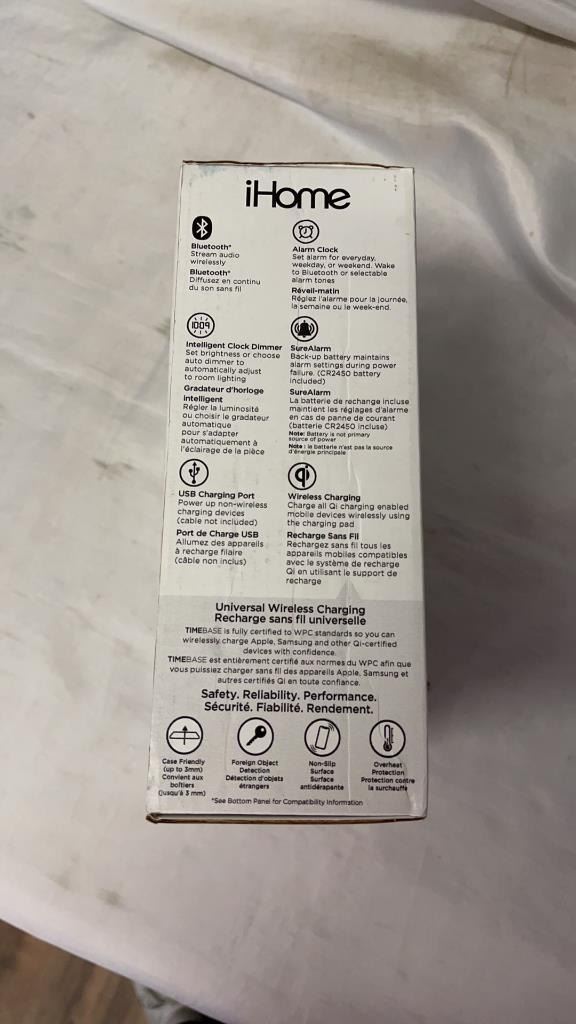 iHome
Bluetooth*
Stream audio
wirelessly
Bluetooth*
Diffusez en continu
du son sans fil
Alarm Clock
Set alarm for everyday,
weekday, or weekend. Wake
to Bluetooth or selectable
alarm tones
Réveil-matin
Réglez l'alarme pour la journée,
la semaine ou le week-end.
1009
Intelligent Clock Dimmer
Set brightness or choose
auto dimmer to
automatically adjust
to room lighting
Gradateur d'horloge
intelligent
Régler la luminosité
ou choisir le gradateur
automatique
pour s'adapter
automatiquement à
l'éclairage de la pièce
SureAlarm
Back-up battery maintains
alarm settings during power
failure. (CR2450 battery
included)
SureAlarm
La batterie de rechange incluse
maintient les réglages d'alarme
en cas de panne de courant
(batterie CR2450 incluse)
Note: Battery is not primary
source of power
Note : la batterie n'est pas la source
d'énergie principale
USB Charging Port
Power up non-wireless
charging devices
(cable not included)
Port de Charge USB
Allumez des appareils
à recharge filaire
(câble non inclus)
Wireless Charging
Charge all Qi charging enabled
mobile devices wirelessly using
the charging pad
Recharge Sans Fil
Rechargez sans fil tous les
appareils mobiles compatibles
avec le système de recharge
Qi en utilisant le support de
recharge
Universal Wireless Charging
Recharge sans fil universelle
TIMEBASE is fully certified to WPC standards so you can
wirelessly charge Apple, Samsung and other Qi-certified
devices with confidence.
TIMEBASE est entièrement certifié aux normes du WPC afin que
vous puissiez charger sans fil des appareils Apple, Samsung et
autres certifiés Qi en toute confiance.
Safety. Reliability. Performance.
Sécurité. Fiabilité. Rendement.
Case Friendly
(up to 3mm)
Convient aux
boîtiers
(jusqu'à 3 mm)
Foreign Object
Detection
Détection d'objets
étrangers
Non-Slip
Surface
Surface
antidérapante
Overheat
Protection
Protection contre
la surchauffe
*See Bottom Panel for Compatibility Information